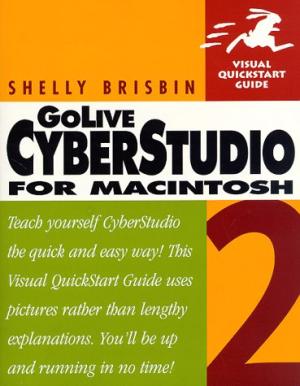 VISUAL
QUICKSTART
GUIDE
SHELLY BRISBIN
GOLIVE
CYBERSTUDIO
FOR MACINTOSH
2
Teach yourself CyberStudio
the quick and easy way! This
Visual QuickStart Guide uses
pictures rather than lengthy
explanations. You'll be up
and running in no time!